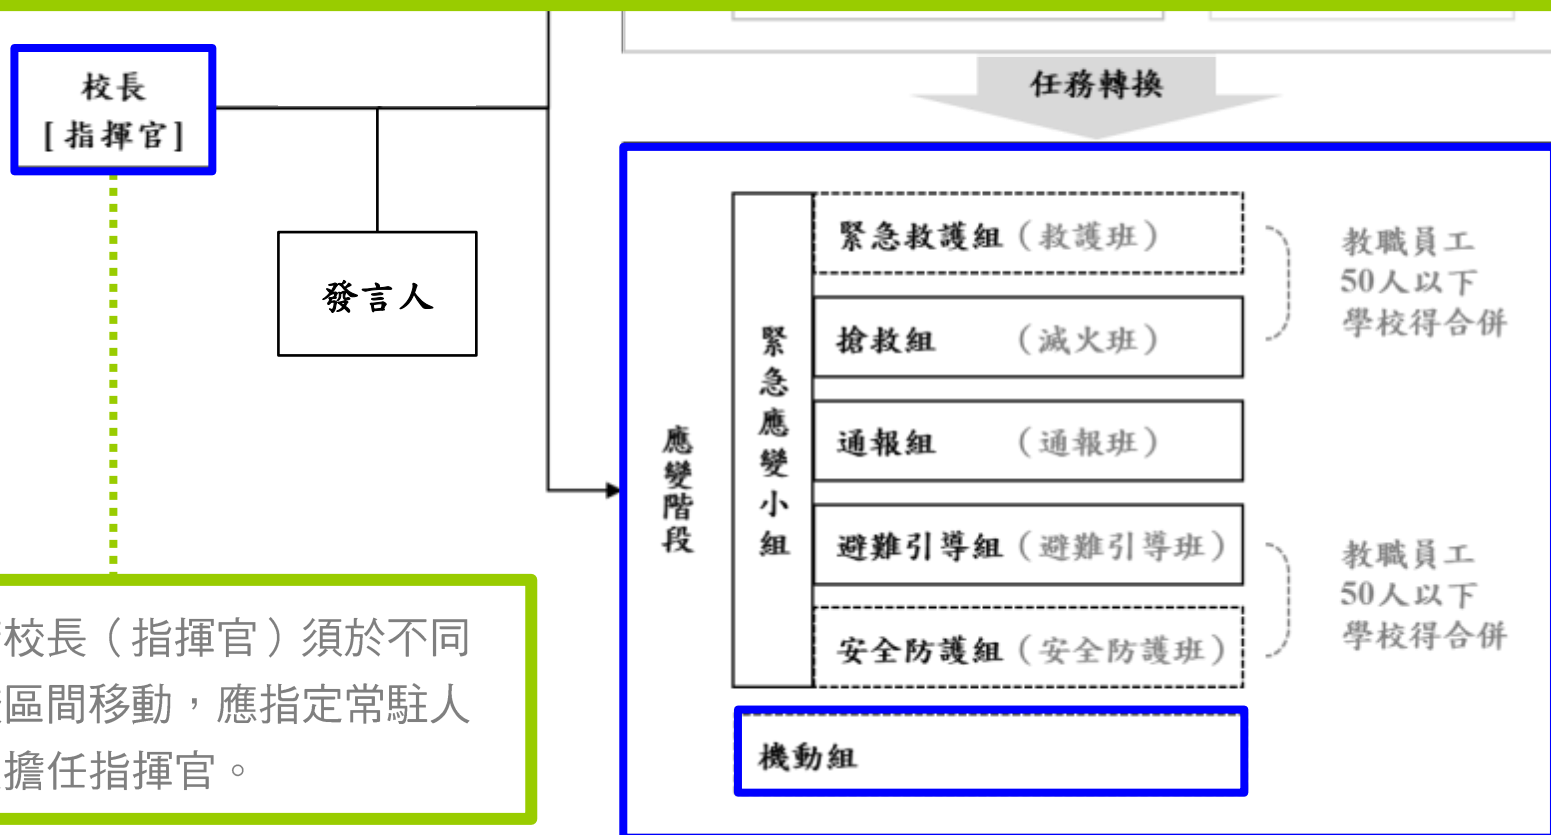 校長
[指揮官]
發言人
任務轉換
應變階段
緊急應變小組
緊急救護組（救護班）
搶救組（滅火班）
通報組（通報班）
避難引導組（避難引導班）
安全防護組（安全防護班）
機動組
教職員工
50人以下
學校得合併
教職員工
50人以下
學校得合併
校長（指揮官）須於不同
區間移動，應指定常駐人
擔任指揮官。